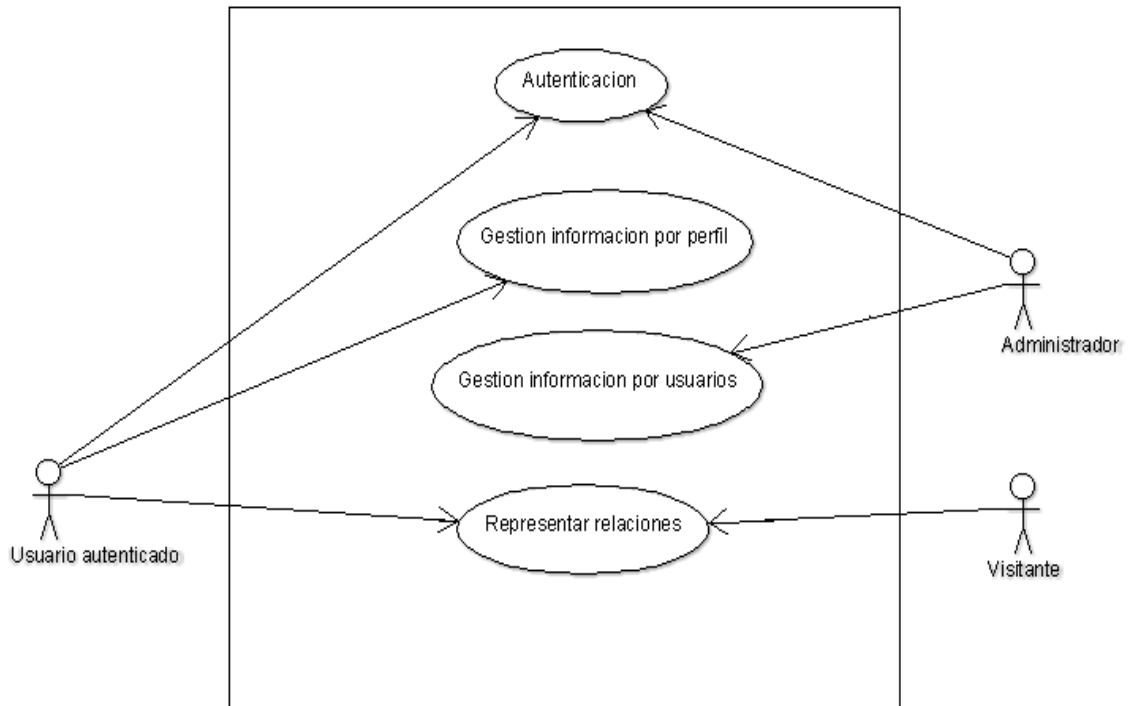 Autenticacion
Gestion informacion por perfil
Administrador
Gestion informacion por usuarios
Representar relaciones
Usuario autenticado
Visitante